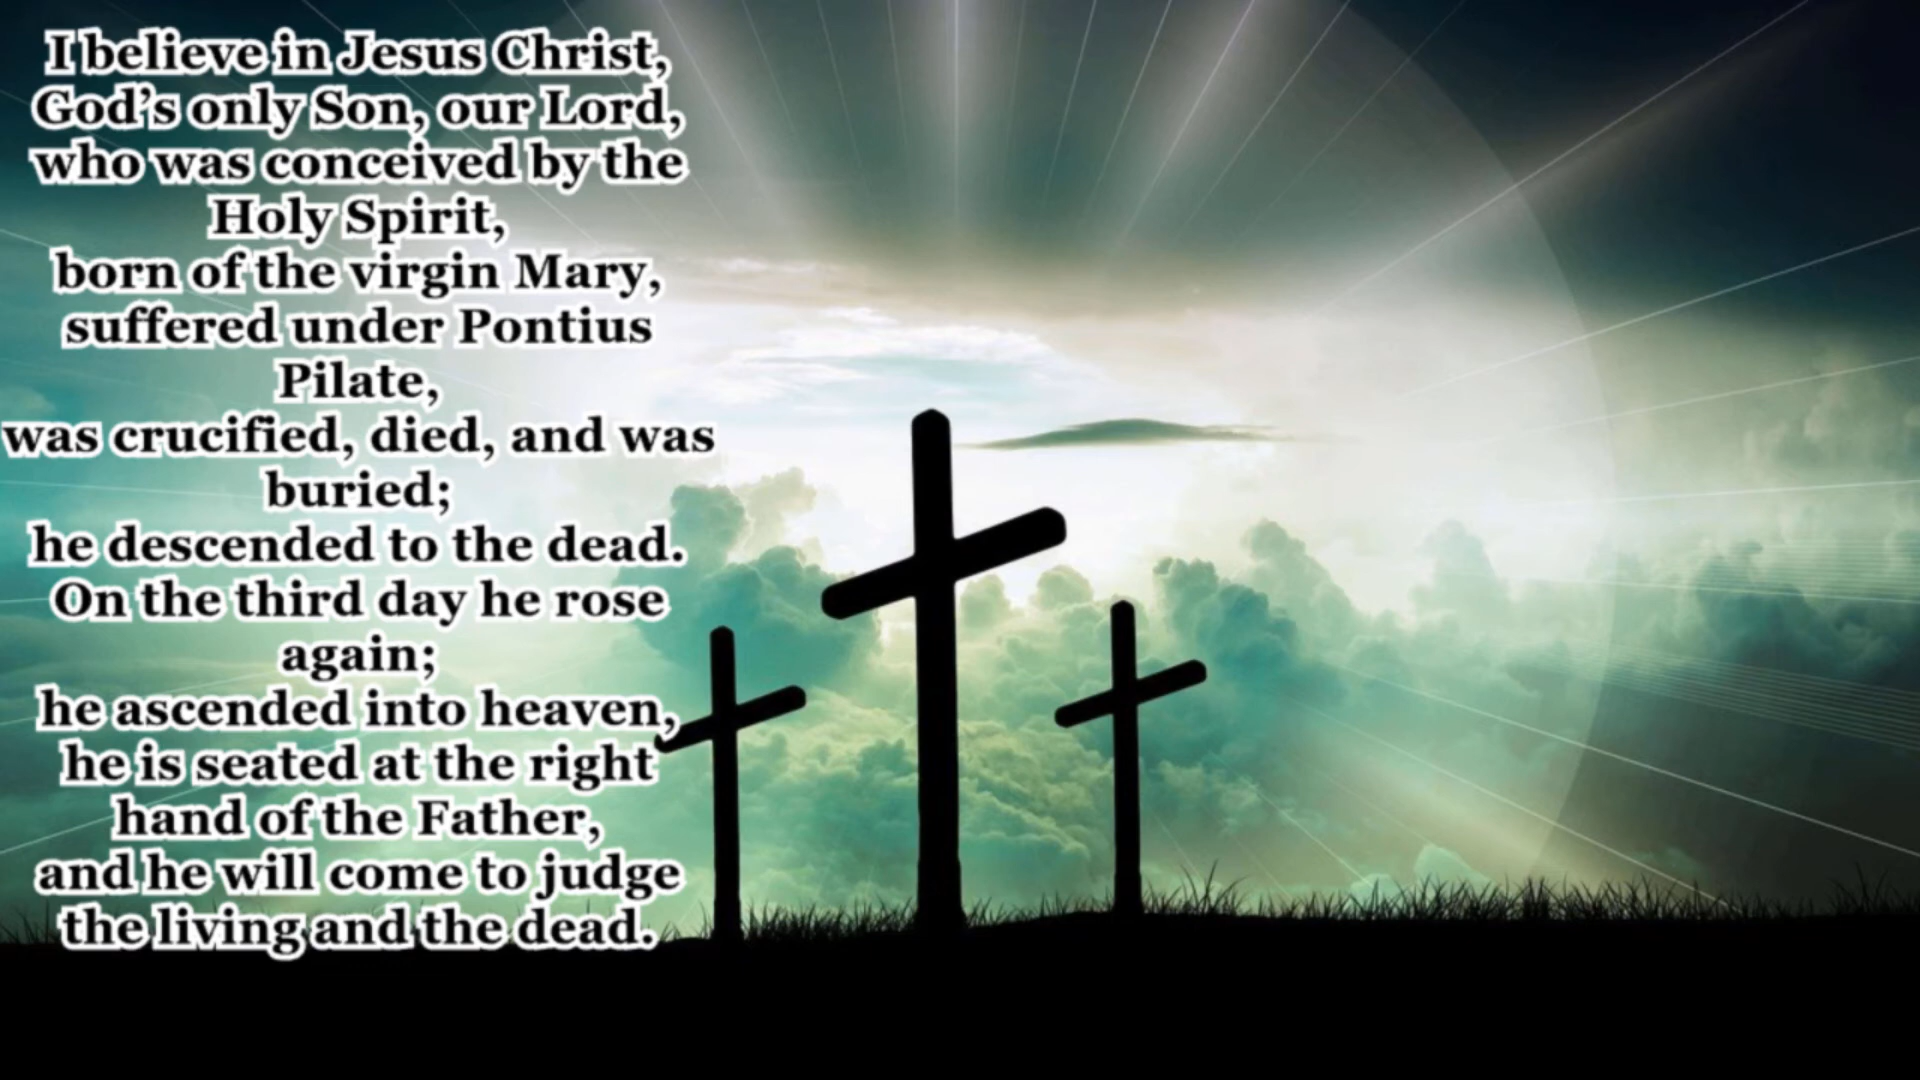 I believe in Jesus Christ,
God’s only Son, our Lord,
who was conceived by the
Holy Spirit,
born of the virgin Mary,
suffered under Pontius
Pilate,
was crucified, died, and was
buried;
he descended to the dead.
On the third day he rose
again;
he ascended into heaven,
he is seated at the right
hand of the Father,
and he will come to judge
the living and the dead.